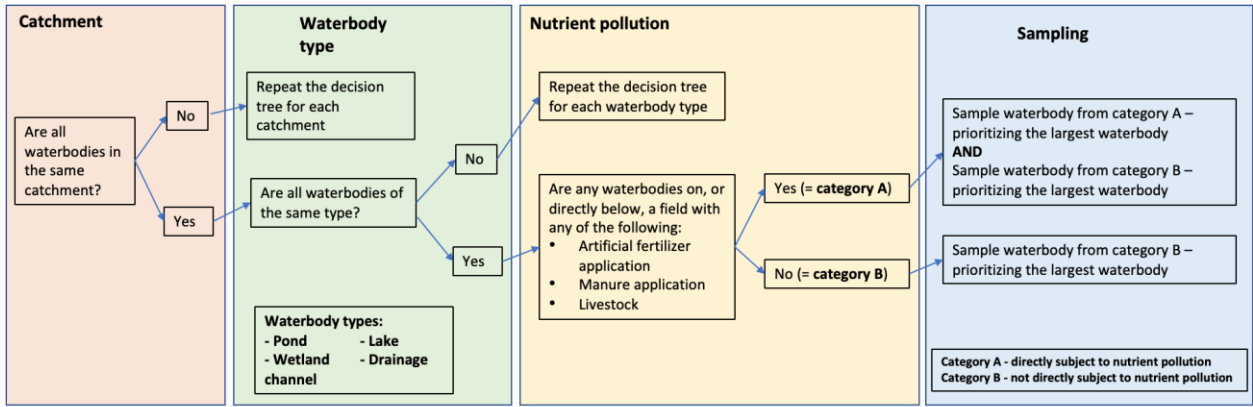 Catchment
Are all
waterbodies in
the same
catchment?
No
Yes
Waterbody
type
Repeat the decision
tree for each
catchment
Are all waterbodies of
the same type?
No
Yes
Waterbody types:
- Pond - Lake
- Wetland - Drainage
channel
Nutrient pollution
Repeat the decision tree
for each waterbody type
Are any waterbodies on, or
directly below, a field with
any of the following:
• Artificial fertilizer
application
• Manure application
• Livestock
Yes (= category A)
No (= category B)
Sampling
Sample waterbody from category A –
prioritizing the largest waterbody
AND
Sample waterbody from category B –
prioritizing the largest waterbody
Sample waterbody from category B –
prioritizing the largest waterbody
Category A - directly subject to nutrient pollution
Category B - not directly subject to nutrient pollution